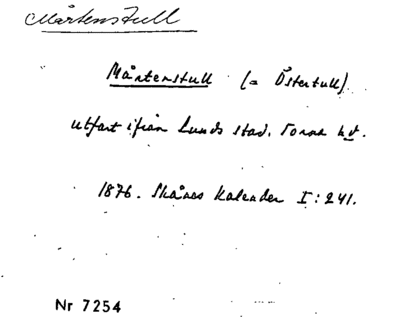 Mårtenstull
Mårtenstull (= Östertull).
utfart ifrån Lunds stad. Torna hd.
1876. Skånes Kalender I: 241.
Nr 7254